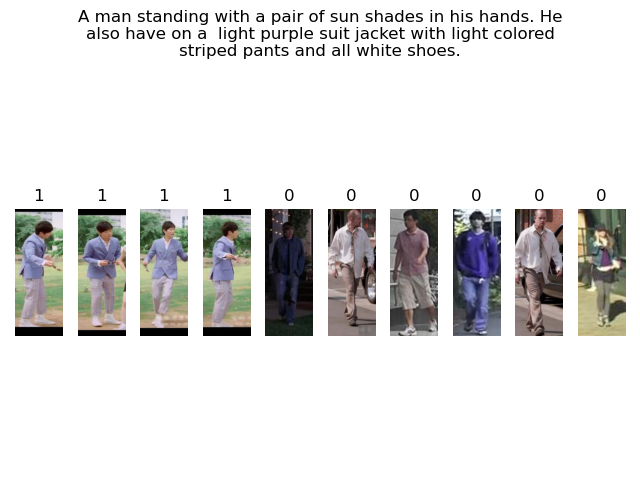 A man standing with a pair of sun shades in his hands. He
also have on a  light purple suit jacket with light colored
striped pants and all white shoes.
1 1 1 1 0 0 0 0 0 0